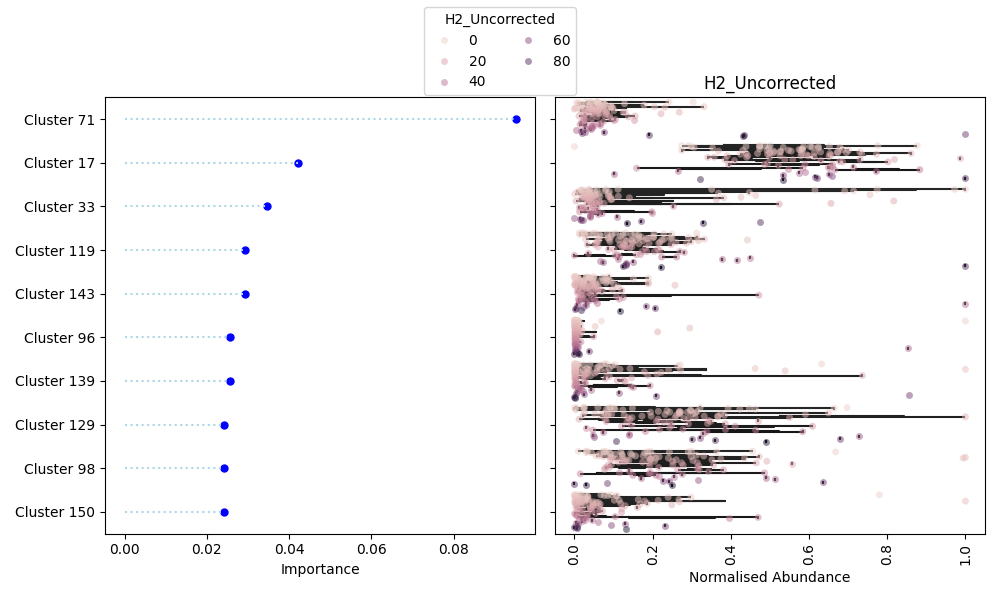 H2_Uncorrected
0 60
20 80
40
H2_Uncorrected
Cluster 71
Cluster 17
Cluster 33
Cluster 119
Cluster 143
Cluster 96
Cluster 139
Cluster 129
Cluster 98
Cluster 150
0.00 0.02 0.04 0.06 0.08
Importance
0.0 0.2 0.4 0.6 0.8 1.0
Normalised Abundance